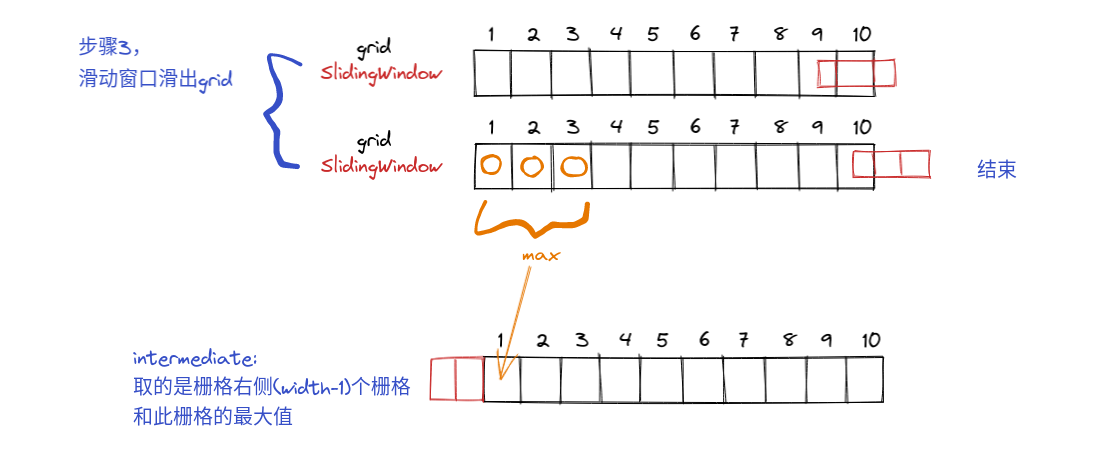 步骤3，
滑动窗口滑出grid
1 2 3 4 5 6 7 8 9 10
grid
SlidingWindow
1 2 3 4 5 6 7 8 9 10
grid
SlidingWindow
结束
max
1 2 3 4 5 6 7 8 9 10
intermediate:
取的是栅格右侧(width-1)个栅格
和此栅格的最大值